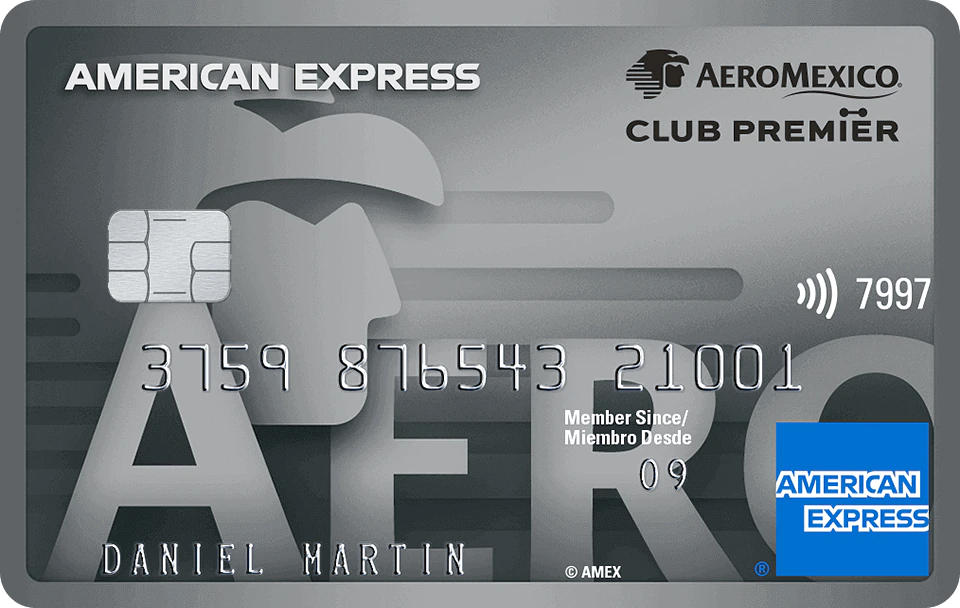 AMERICAN EXPRESS
AEROMEXICO.
CLUB PREMIER
7997
3759 876543 21001
Member Since/
Miembro Desde
09
AERO
AMERICAN
EXPRESS
®
DANIEL MARTIN
© AMEX